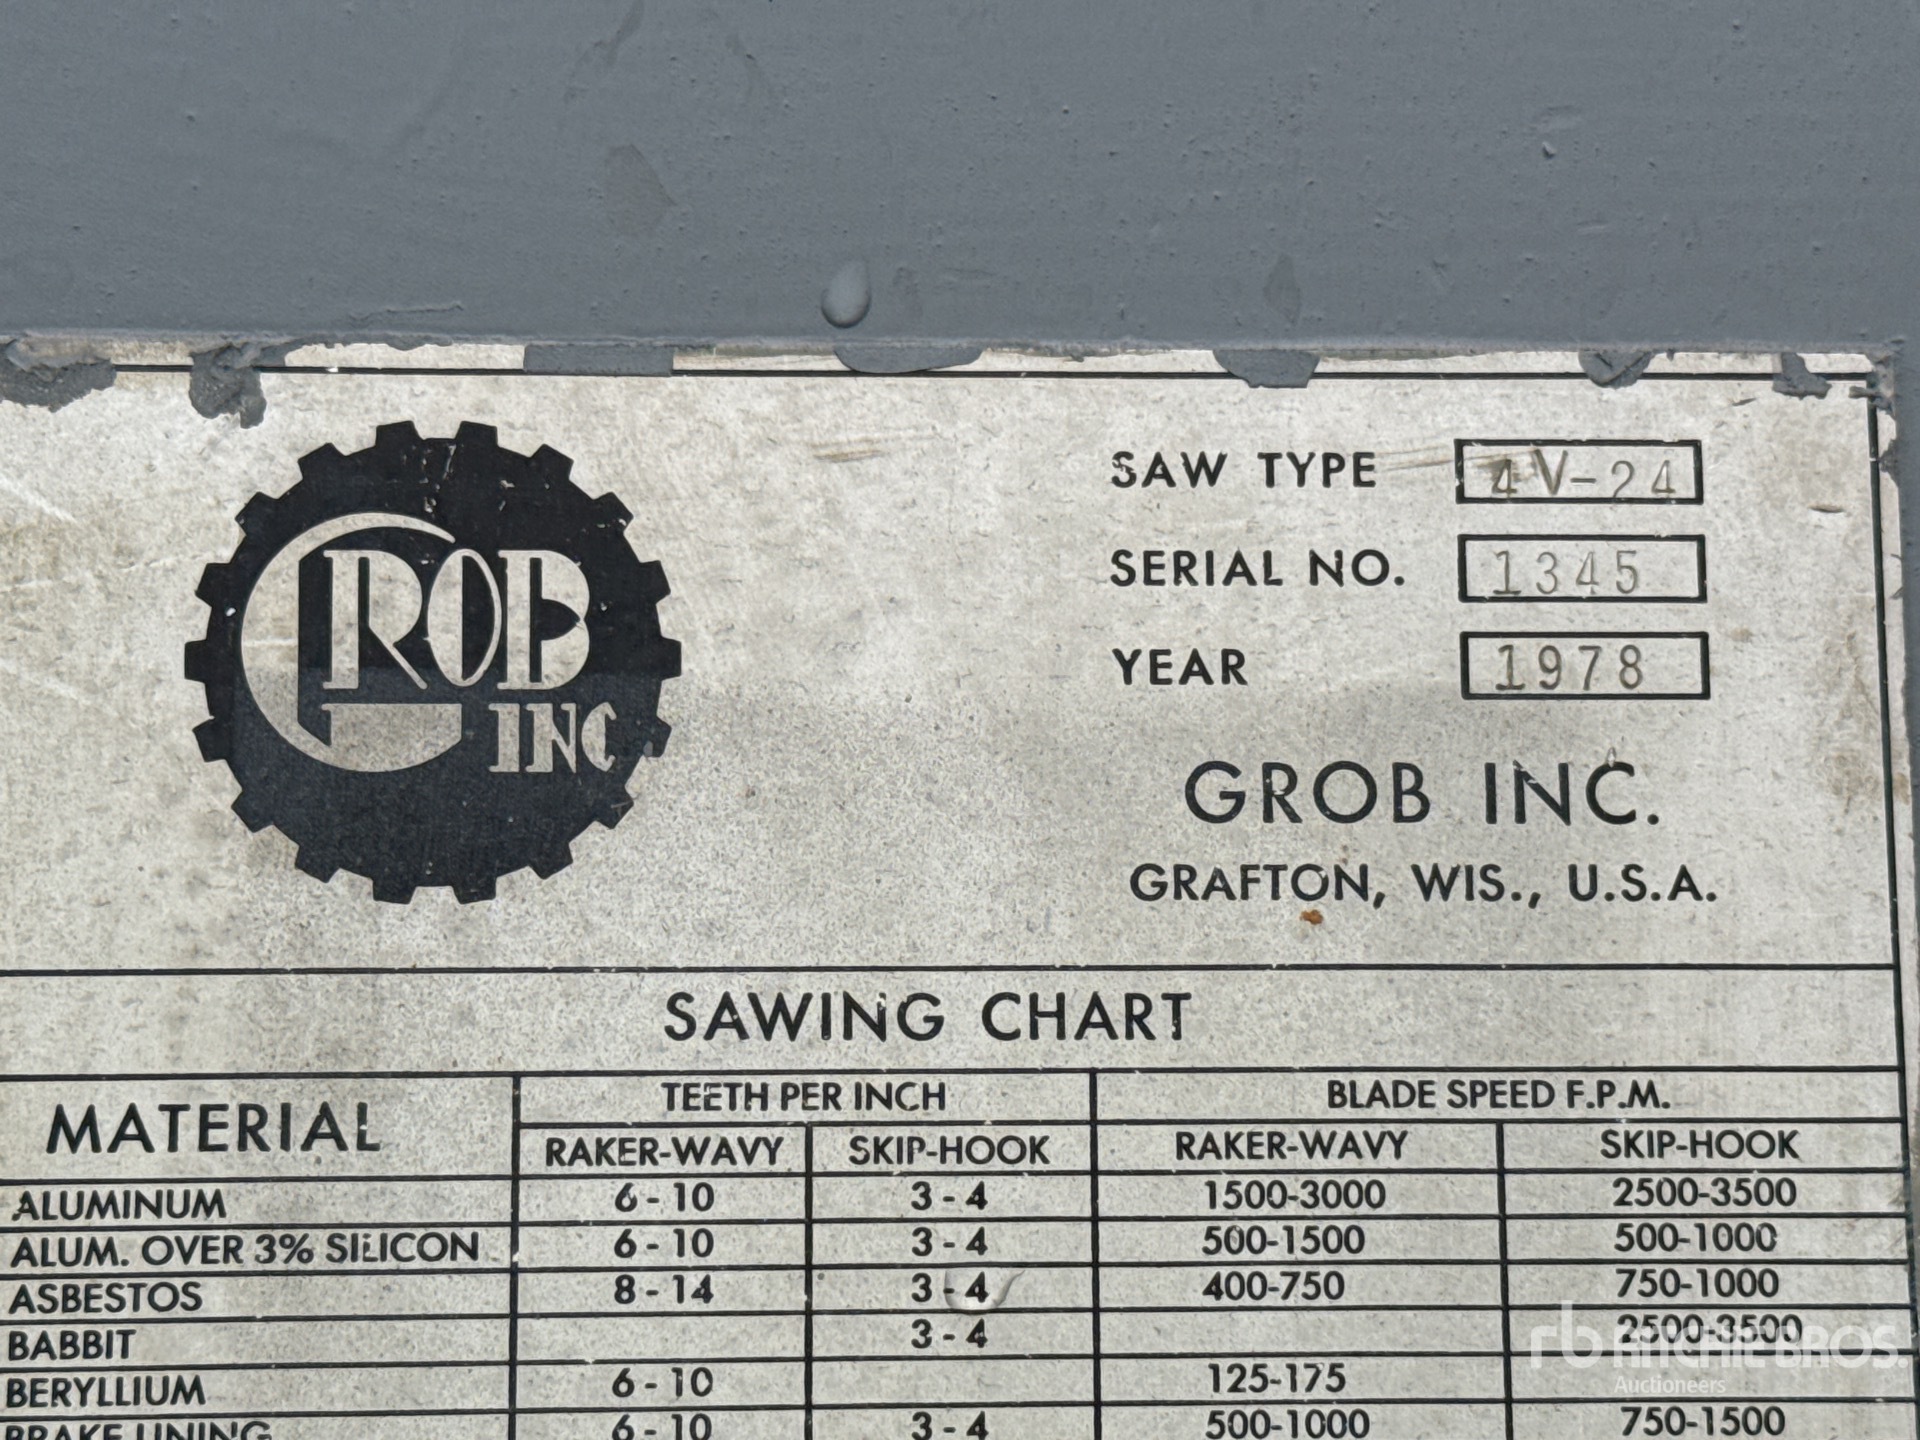 GROB
INC
SAW TYPE 4V-24
SERIAL NO. 1345
YEAR 1978
GROB INC.
GRAFTON, WIS., U.S.A.
SAWING CHART
MATERIAL TEETH PER INCH BLADE SPEED F.P.M.
RAKER-WAVY SKIP-HOOK RAKER-WAVY SKIP-HOOK
ALUMINUM 6-10 3-4 1500-3000 2500-3500
ALUM. OVER 3% SILICON 6-10 3-4 500-1500 500-1000
ASBESTOS 8-14 3-4 400-750 750-1000
BABBIT 3-4 2500-3500
BERYLLIUM 6-10 125-175
BRAKE LINING 6-10 3-4 500-1000 750-1500
rb RITCHIE BROS.
Auctioneers